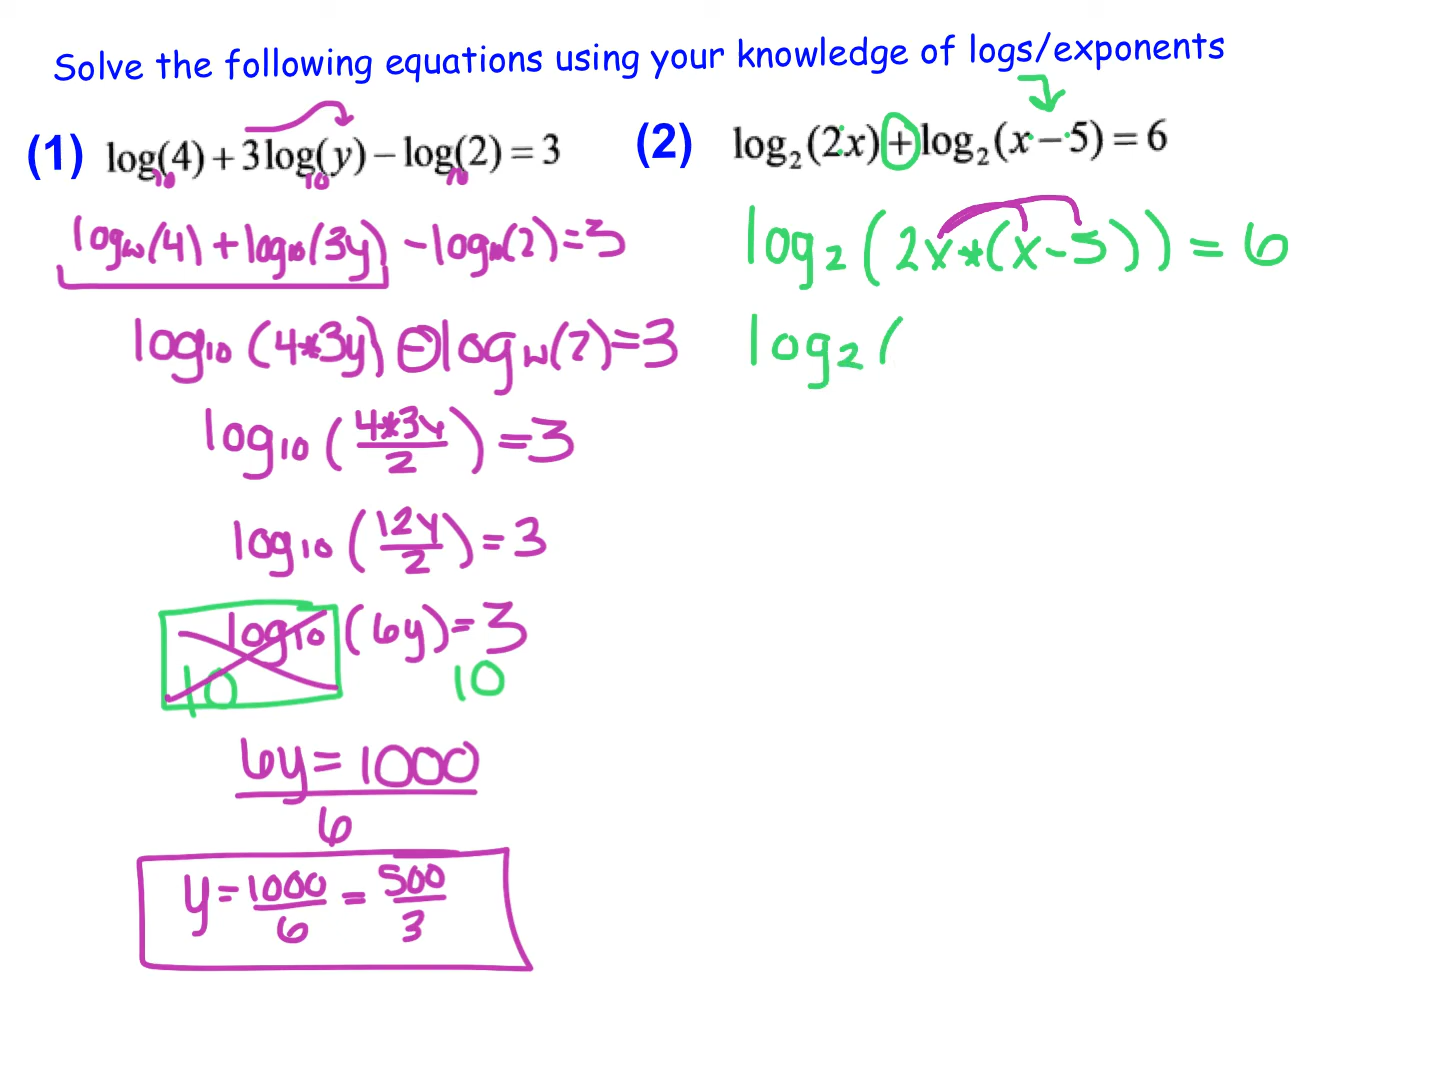 Solve the following equations using your knowledge of logs/exponents
(1) log(4) + 3log(y) − log(2) = 3
10 10 10
log₁₀(4) + log₁₀(3y) - log₁₀(2) = 3
log₁₀(4*3y) - log₁₀(2) = 3
log₁₀(4*3y/2) = 3
log₁₀(12y/2) = 3
log₁₀(6y) = 3
10 10
6y = 1000
6
y = 1000/6 = 500/3
(2) log₂(2x) + log₂(x − 5) = 6
log₂(2x*(x-5)) = 6
log₂(